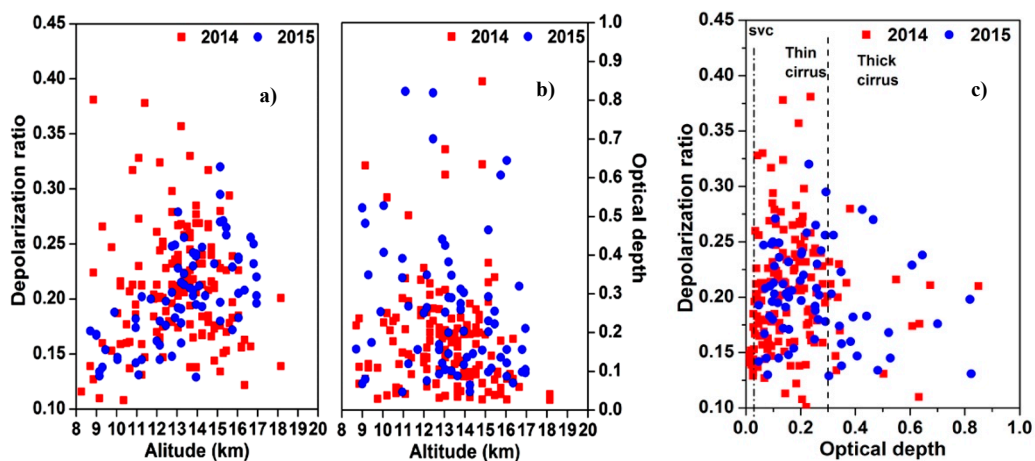 Depolarization ratio
0.45
0.40
0.35
0.30
0.25
0.20
0.15
0.10
2014 2015
a)
8 9 10 11 12 13 14 15 16 17 18 19 20
Alitude (km)
2014 2015
b)
1.0
0.9
0.8
0.7
0.6
0.5
0.4
0.3
0.2
0.1
0.0
Optical depth
8 9 10 11 12 13 14 15 16 17 18 19 20
Altitude (km)
Depolarization ratio
0.45
0.40
0.35
0.30
0.25
0.20
0.15
0.10
svc
2014 2015
Thin
cirrus
Thick
cirrus
c)
0.0 0.2 0.4 0.6 0.8 1.0
Optical depth